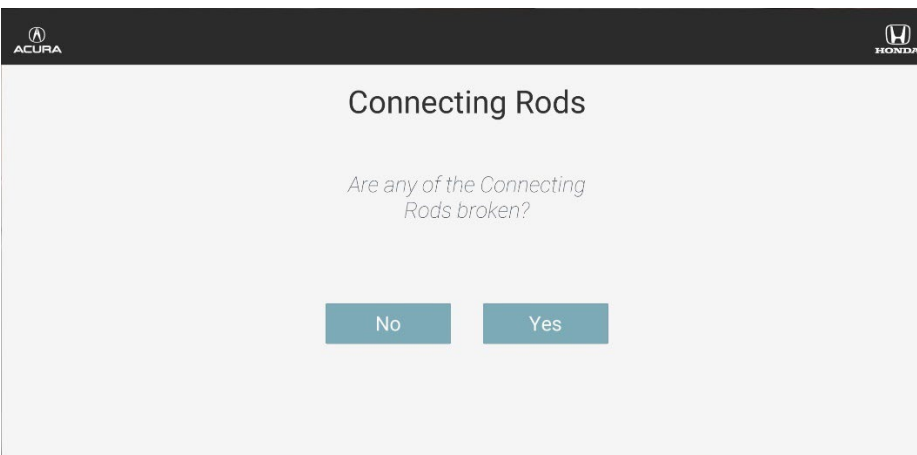 ACURA
HONDA
Connecting Rods
Are any of the Connecting
Rods broken?
No
Yes